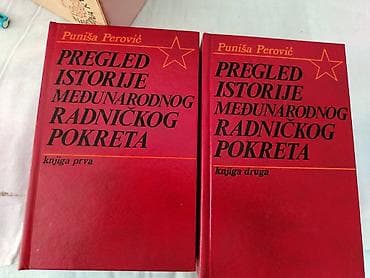 Puniša Perović
PREGLED
ISTORIJE
MEĐUNARODNOG
RADNIČKOG
POKRETA
knjiga prva
Puniša Perović
PREGLED
ISTORIJE
MEĐUNARODNOG
RADNIČKOG
POKRETA
knjiga druga